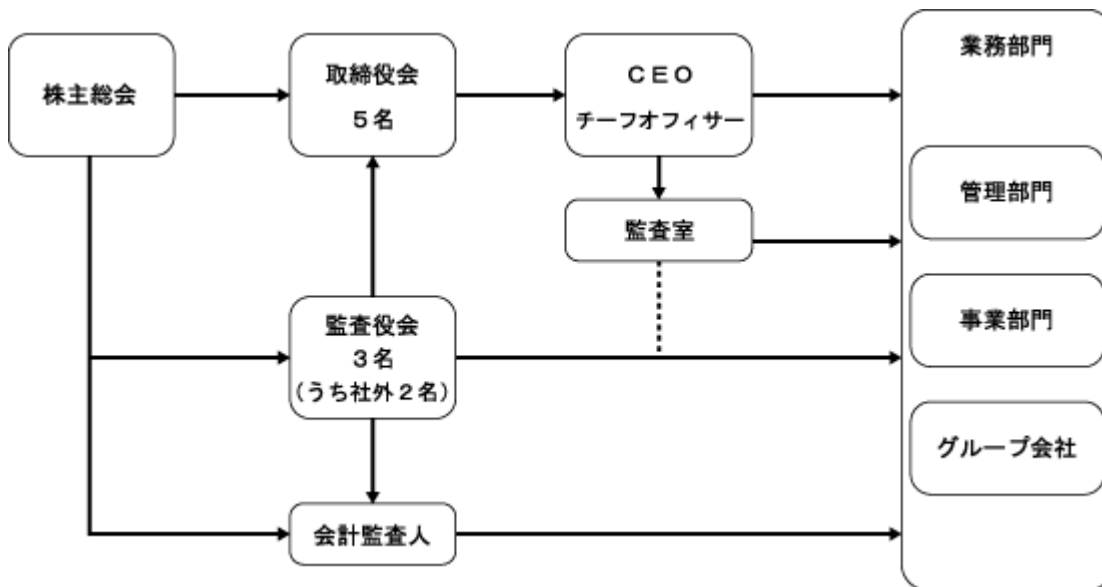 株主総会
取締役会
5名
CEO
チーフオフィサー
業務部門
管理部門
監査室
事業部門
監査役会
3名
(うち社外2名)
グループ会社
会計監査人